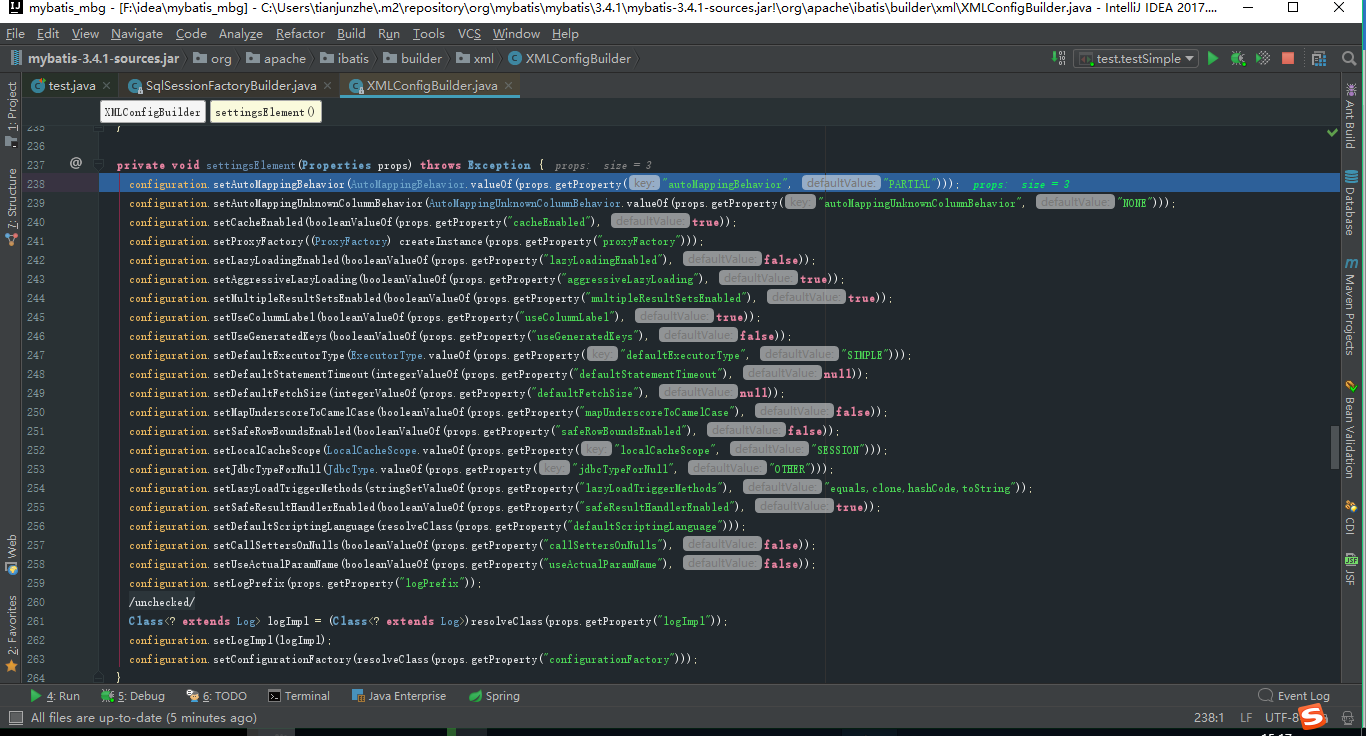 mybatis_mbg - [F:\idea\mybatis_mbg] - C:\Users\tianjunzhe\.m2\repository\org\mybatis\mybatis\3.4.1\mybatis-3.4.1-sources.jar!\org\apache\ibatis\builder\xml\XMLConfigBuilder.java - IntelliJ IDEA 2017....
File Edit View Navigate Code Analyze Refactor Build Run Tools VCS Window Help
mybatis-3.4.1-sources.jar org apache ibatis builder xml XMLConfigBuilder test.testSimple
test.java SqlSessionFactoryBuilder.java XMLConfigBuilder.java
XMLConfigBuilder settingsElement()
235 }
236
237 @ private void settingsElement(Properties props) throws Exception { props: size = 3
238 configuration.setAutoMappingBehavior(AutoMappingBehavior.valueOf(props.getProperty( key: "autoMappingBehavior", defaultValue: "PARTIAL"))); props: size = 3
239 configuration.setAutoMappingUnknownColumnBehavior(AutoMappingUnknownColumnBehavior.valueOf(props.getProperty( key: "autoMappingUnknownColumnBehavior", defaultValue: "NONE")));
240 configuration.setCacheEnabled(booleanValueOf(props.getProperty("cacheEnabled"), defaultValue: true));
241 configuration.setProxyFactory((ProxyFactory) createInstance(props.getProperty("proxyFactory")));
242 configuration.setLazyLoadingEnabled(booleanValueOf(props.getProperty("lazyLoadingEnabled"), defaultValue: false));
243 configuration.setAggressiveLazyLoading(booleanValueOf(props.getProperty("aggressiveLazyLoading"), defaultValue: true));
244 configuration.setMultipleResultSetsEnabled(booleanValueOf(props.getProperty("multipleResultSetsEnabled"), defaultValue: true));
245 configuration.setUseColumnLabel(booleanValueOf(props.getProperty("useColumnLabel"), defaultValue: true));
246 configuration.setUseGeneratedKeys(booleanValueOf(props.getProperty("useGeneratedKeys"), defaultValue: false));
247 configuration.setDefaultExecutorType(ExecutorType.valueOf(props.getProperty( key: "defaultExecutorType", defaultValue: "SIMPLE")));
248 configuration.setDefaultStatementTimeout(integerValueOf(props.getProperty("defaultStatementTimeout"), defaultValue: null));
249 configuration.setDefaultFetchSize(integerValueOf(props.getProperty("defaultFetchSize"), defaultValue: null));
250 configuration.setMapUnderscoreToCamelCase(booleanValueOf(props.getProperty("mapUnderscoreToCamelCase"), defaultValue: false));
251 configuration.setSafeRowBoundsEnabled(booleanValueOf(props.getProperty("safeRowBoundsEnabled"), defaultValue: false));
252 configuration.setLocalCacheScope(LocalCacheScope.valueOf(props.getProperty( key: "localCacheScope", defaultValue: "SESSION")));
253 configuration.setJdbcTypeForNull(JdbcType.valueOf(props.getProperty( key: "jdbcTypeForNull", defaultValue: "OTHER")));
254 configuration.setLazyLoadTriggerMethods(stringSetValueOf(props.getProperty("lazyLoadTriggerMethods"), defaultValue: "equals,clone,hashCode,toString"));
255 configuration.setSafeResultHandlerEnabled(booleanValueOf(props.getProperty("safeResultHandlerEnabled"), defaultValue: true));
256 configuration.setDefaultScriptingLanguage(resolveClass(props.getProperty("defaultScriptingLanguage")));
257 configuration.setCallSettersOnNulls(booleanValueOf(props.getProperty("callSettersOnNulls"), defaultValue: false));
258 configuration.setUseActualParamName(booleanValueOf(props.getProperty("useActualParamName"), defaultValue: false));
259 configuration.setLogPrefix(props.getProperty("logPrefix"));
260 /unchecked/
261 Class<? extends Log> logImpl = (Class<? extends Log>)resolveClass(props.getProperty("logImpl"));
262 configuration.setLogImpl(logImpl);
263 configuration.setConfigurationFactory(resolveClass(props.getProperty("configurationFactory")));
264 }
1: Project
7: Structure
Web
2: Favorites
Ant Build
Database
Maven Projects
Bean Validation
CDI
JSF
4: Run 5: Debug 6: TODO Terminal Java Enterprise Spring Event Log
All files are up-to-date (5 minutes ago) 238:1 LF UTF-8